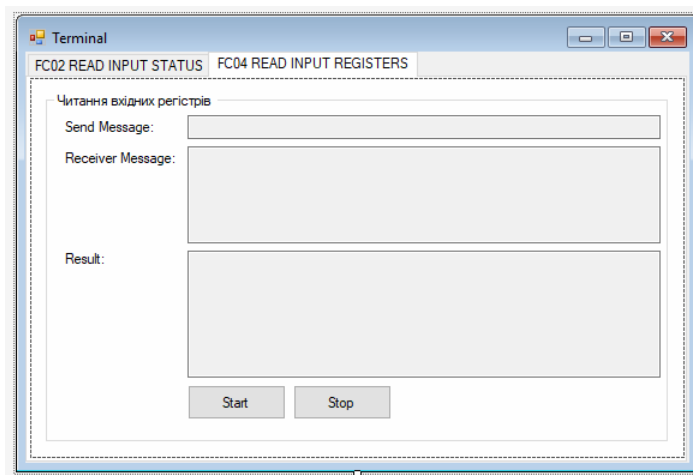 Terminal
FC02 READ INPUT STATUS FC04 READ INPUT REGISTERS
Читання вхідних регістрів
Send Message:
Receiver Message:
Result:
Start Stop